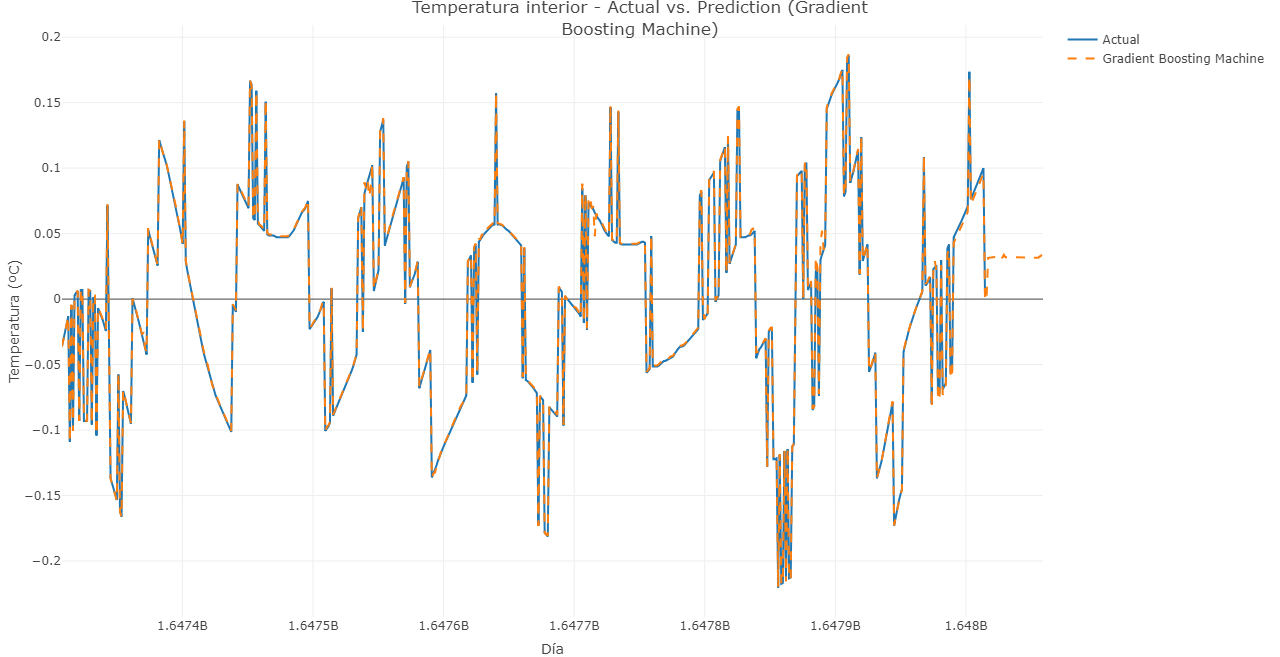 Temperatura interior - Actual vs. Prediction (Gradient
Boosting Machine)
Actual
Gradient Boosting Machine
0.2
0.15
0.1
0.05
0
−0.05
−0.1
−0.15
−0.2
Temperatura (ºC)
1.6474B
1.6475B
1.6476B
1.6477B
1.6478B
1.6479B
1.648B
Día